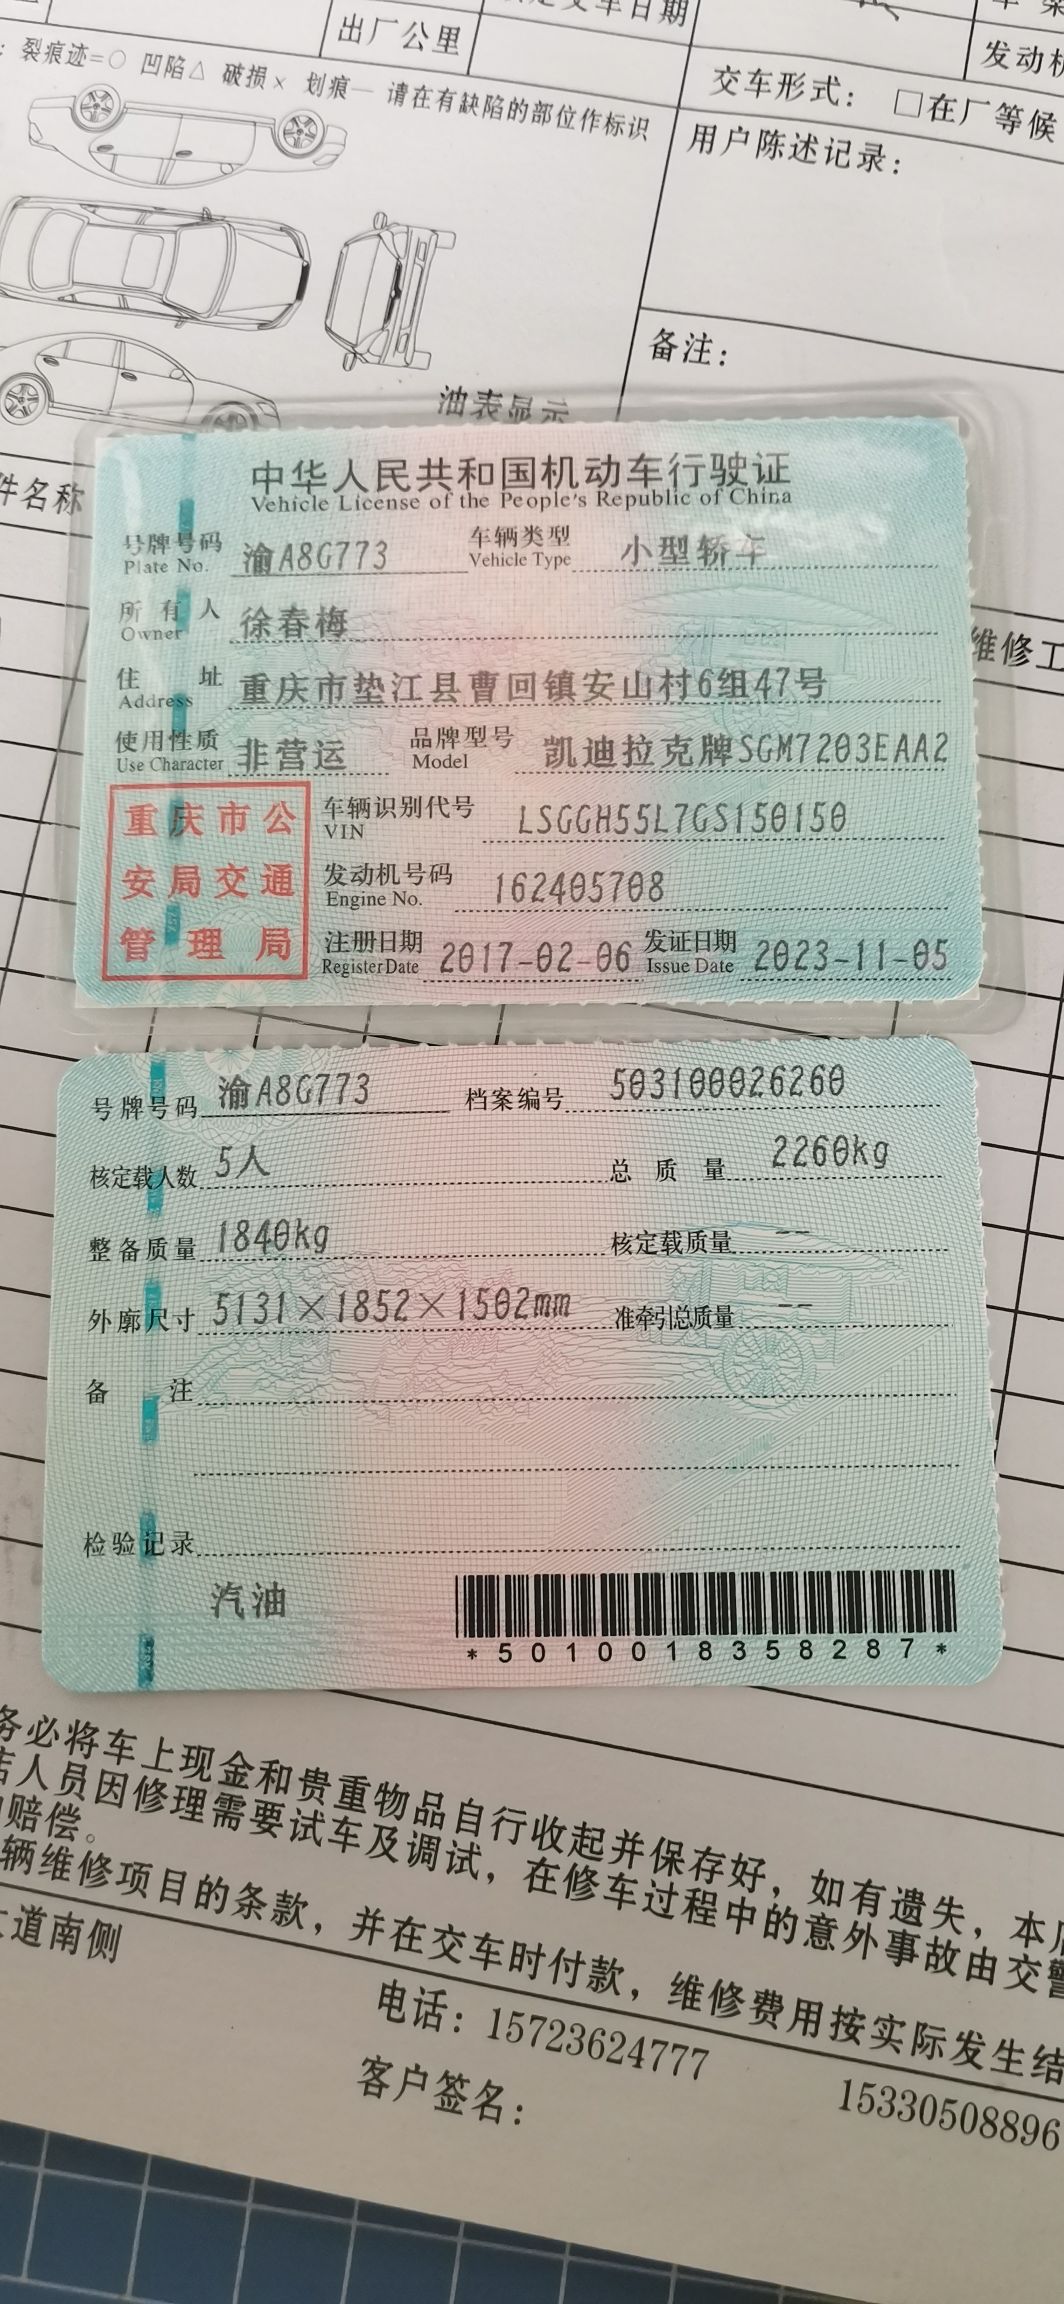 出厂公里
交车日期
发动机
裂痕迹=○ 凹陷△ 破损× 划痕— 请在有缺陷的部位作标识
交车形式: □在厂等候
用户陈述记录:
备注:
油表显示
件名称
维修工
中华人民共和国机动车行驶证
Vehicle License of the People's Republic of China
号牌号码 渝A8G773 车辆类型 小型轿车
Plate No. Vehicle Type
所有人 徐春梅
Owner
住址 重庆市垫江县曹回镇安山村6组47号
Address
使用性质 非营运 品牌型号 凯迪拉克牌SGM7203EAA2
Use Character Model
重庆市公
安局交通
管理局
车辆识别代号 LSGGH55L7GS150150
VIN
发动机号码 162405708
Engine No.
注册日期 2017-02-06 发证日期 2023-11-05
Register Date Issue Date
号牌号码 渝A8G773 档案编号 503100026260
核定载人数 5人 总质量 2260kg
整备质量 1840kg 核定载质量 --
外廓尺寸 5131×1852×1502mm 准牵引总质量 --
备注
检验记录
汽油
*5010018358287*
务必将车上现金和贵重物品自行收起并保存好，如有遗失，本店
店人员因修理需要试车及调试，在修车过程中的意外事故由交警
赔偿。
辆维修项目的条款，并在交车时付款，维修费用按实际发生结
道南侧
电话: 15723624777 15330508896
客户签名: